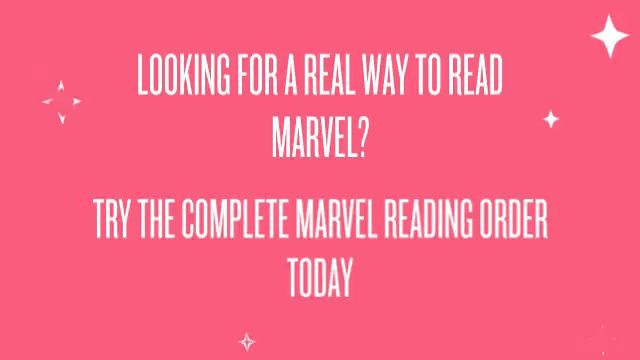 LOOKING FOR A REAL WAY TO READ
MARVEL?
TRY THE COMPLETE MARVEL READING ORDER
TODAY